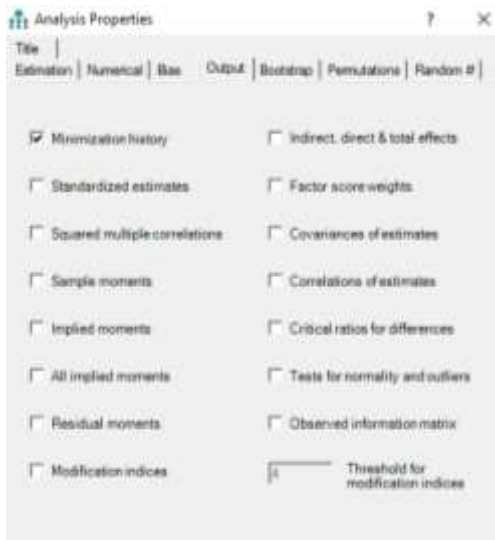 Analysis Properties ? ×
Title
Estimation Numerical Bias Output Bootstrap Permutations Random #
Minimization history
Indirect, direct & total effects
Standardized estimates
Factor score weights
Squared multiple correlations
Covariances of estimates
Sample moments
Correlations of estimates
Implied moments
Critical ratios for differences
All implied moments
Tests for normality and outliers
Residual moments
Observed information matrix
Modification indices
4
Threshold for
modification indices